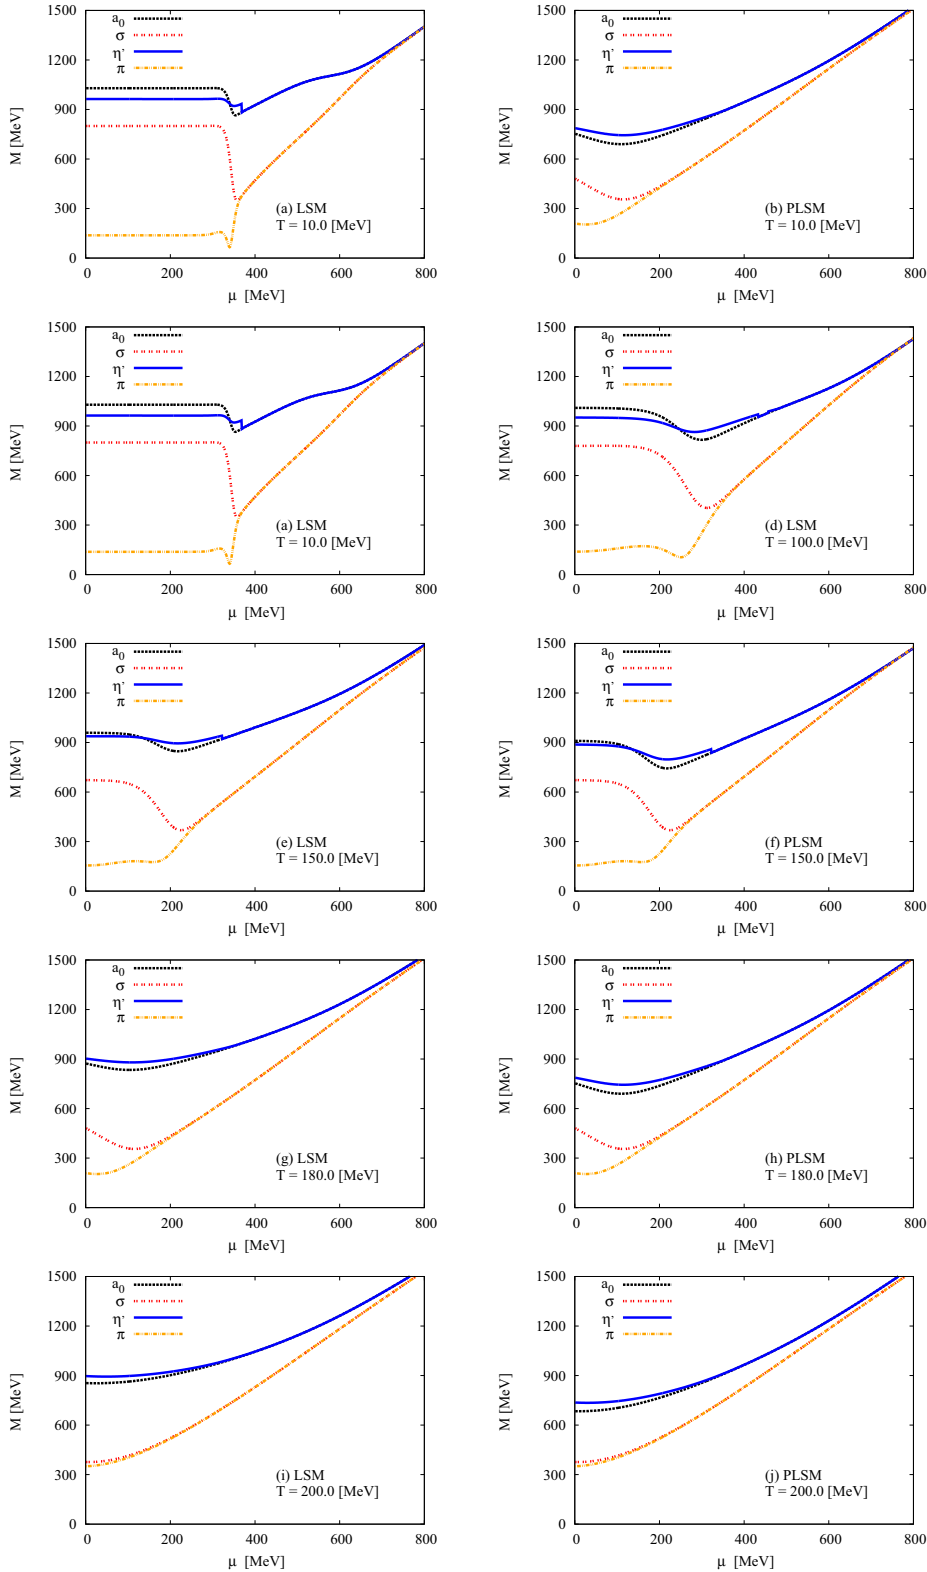 1500
1200
900
600
300
0
M [MeV]
a0
σ
η’
π
(a) LSM
T = 10.0 [MeV]
0 200 400 600 800
μ [MeV]
1500
1200
900
600
300
0
M [MeV]
a0
σ
η’
π
(b) PLSM
T = 10.0 [MeV]
0 200 400 600 800
μ [MeV]
1500
1200
900
600
300
0
M [MeV]
a0
σ
η’
π
(a) LSM
T = 10.0 [MeV]
0 200 400 600 800
μ [MeV]
1500
1200
900
600
300
0
M [MeV]
a0
σ
η’
π
(d) LSM
T = 100.0 [MeV]
0 200 400 600 800
μ [MeV]
1500
1200
900
600
300
0
M [MeV]
a0
σ
η’
π
(e) LSM
T = 150.0 [MeV]
0 200 400 600 800
μ [MeV]
1500
1200
900
600
300
0
M [MeV]
a0
σ
η’
π
(f) PLSM
T = 150.0 [MeV]
0 200 400 600 800
μ [MeV]
1500
1200
900
600
300
0
M [MeV]
a0
σ
η’
π
(g) LSM
T = 180.0 [MeV]
0 200 400 600 800
μ [MeV]
1500
1200
900
600
300
0
M [MeV]
a0
σ
η’
π
(h) PLSM
T = 180.0 [MeV]
0 200 400 600 800
μ [MeV]
1500
1200
900
600
300
0
M [MeV]
a0
σ
η’
π
(i) LSM
T = 200.0 [MeV]
0 200 400 600 800
μ [MeV]
1500
1200
900
600
300
0
M [MeV]
a0
σ
η’
π
(j) PLSM
T = 200.0 [MeV]
0 200 400 600 800
μ [MeV]